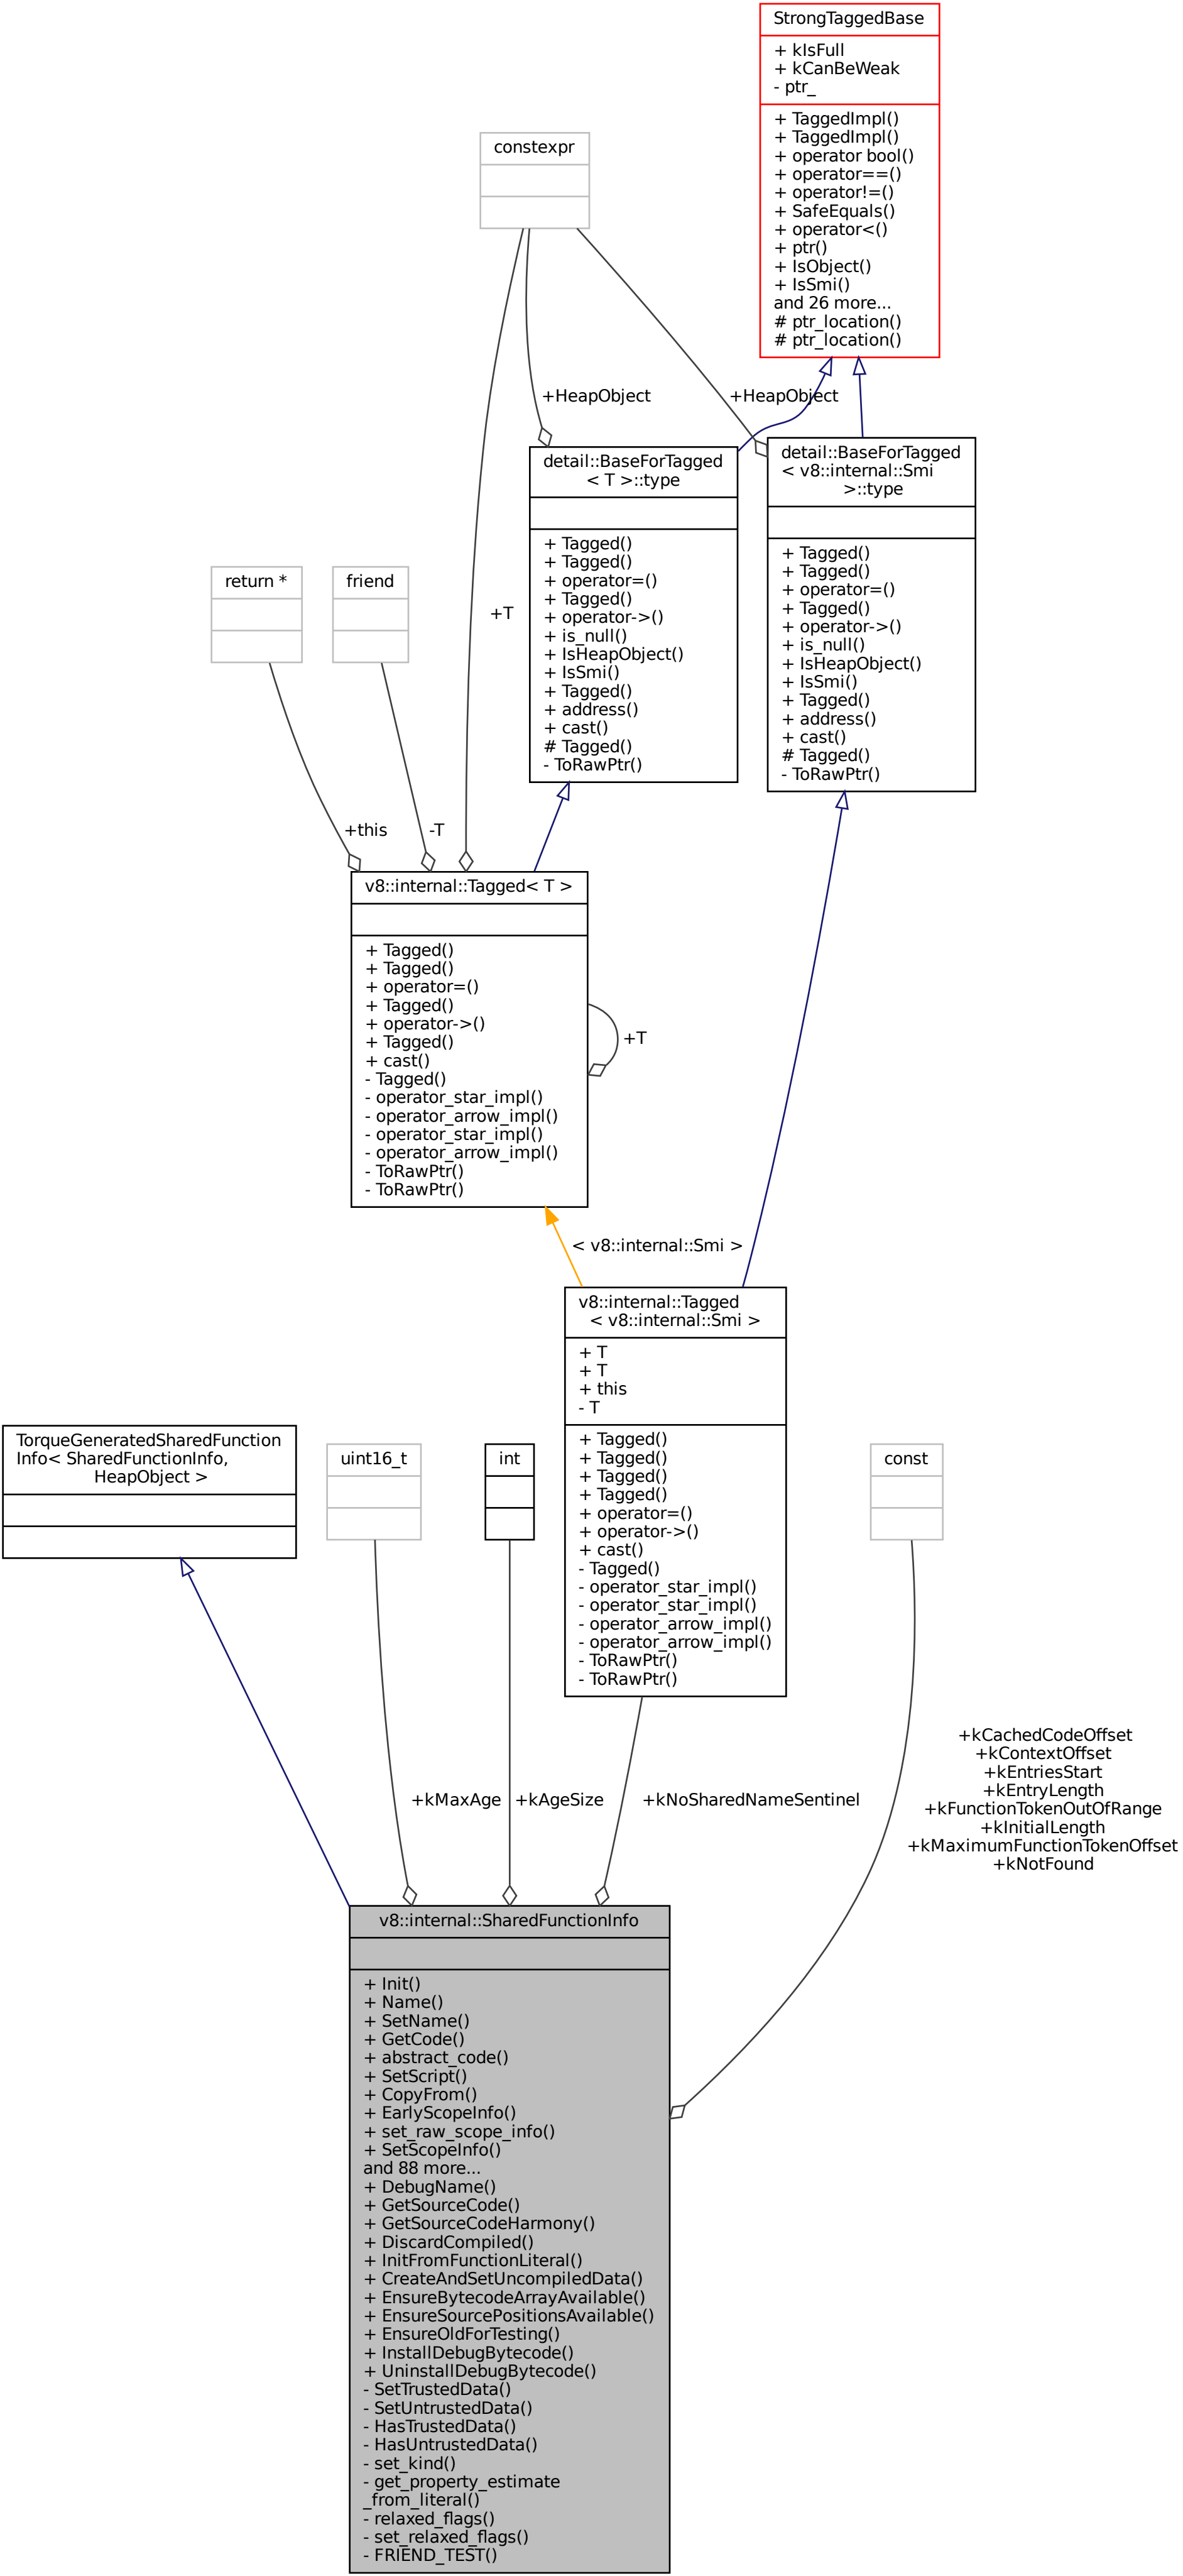 StrongTaggedBase
+ kIsFull
+ kCanBeWeak
- ptr_
+ TaggedImpl()
+ TaggedImpl()
+ operator bool()
+ operator==()
+ operator!=()
+ SafeEquals()
+ operator<()
+ ptr()
+ IsObject()
+ IsSmi()
and 26 more...
# ptr_location()
# ptr_location()
constexpr
+HeapObject
+HeapObject
detail::BaseForTagged
< T >::type
+ Tagged()
+ Tagged()
+ operator=()
+ Tagged()
+ operator->()
+ is_null()
+ IsHeapObject()
+ IsSmi()
+ Tagged()
+ address()
+ cast()
# Tagged()
- ToRawPtr()
detail::BaseForTagged
< v8::internal::Smi
>::type
+ Tagged()
+ Tagged()
+ operator=()
+ Tagged()
+ operator->()
+ is_null()
+ IsHeapObject()
+ IsSmi()
+ Tagged()
+ address()
+ cast()
# Tagged()
- ToRawPtr()
return *
friend
+T
+this
-T
v8::internal::Tagged< T >
+ Tagged()
+ Tagged()
+ operator=()
+ Tagged()
+ operator->()
+ Tagged()
+ cast()
- Tagged()
- operator_star_impl()
- operator_arrow_impl()
- operator_star_impl()
- operator_arrow_impl()
- ToRawPtr()
- ToRawPtr()
+T
< v8::internal::Smi >
v8::internal::Tagged
< v8::internal::Smi >
+ T
+ T
+ this
- T
+ Tagged()
+ Tagged()
+ Tagged()
+ Tagged()
+ operator=()
+ operator->()
+ cast()
- Tagged()
- operator_star_impl()
- operator_star_impl()
- operator_arrow_impl()
- operator_arrow_impl()
- ToRawPtr()
- ToRawPtr()
TorqueGeneratedSharedFunction
Info< SharedFunctionInfo,
HeapObject >
uint16_t
int
const
+kMaxAge
+kAgeSize
+kNoSharedNameSentinel
+kCachedCodeOffset
+kContextOffset
+kEntriesStart
+kEntryLength
+kFunctionTokenOutOfRange
+kInitialLength
+kMaximumFunctionTokenOffset
+kNotFound
v8::internal::SharedFunctionInfo
+ Init()
+ Name()
+ SetName()
+ GetCode()
+ abstract_code()
+ SetScript()
+ CopyFrom()
+ EarlyScopeInfo()
+ set_raw_scope_info()
+ SetScopeInfo()
and 88 more...
+ DebugName()
+ GetSourceCode()
+ GetSourceCodeHarmony()
+ DiscardCompiled()
+ InitFromFunctionLiteral()
+ CreateAndSetUncompiledData()
+ EnsureBytecodeArrayAvailable()
+ EnsureSourcePositionsAvailable()
+ EnsureOldForTesting()
+ InstallDebugBytecode()
+ UninstallDebugBytecode()
- SetTrustedData()
- SetUntrustedData()
- HasTrustedData()
- HasUntrustedData()
- set_kind()
- get_property_estimate
_from_literal()
- relaxed_flags()
- set_relaxed_flags()
- FRIEND_TEST()